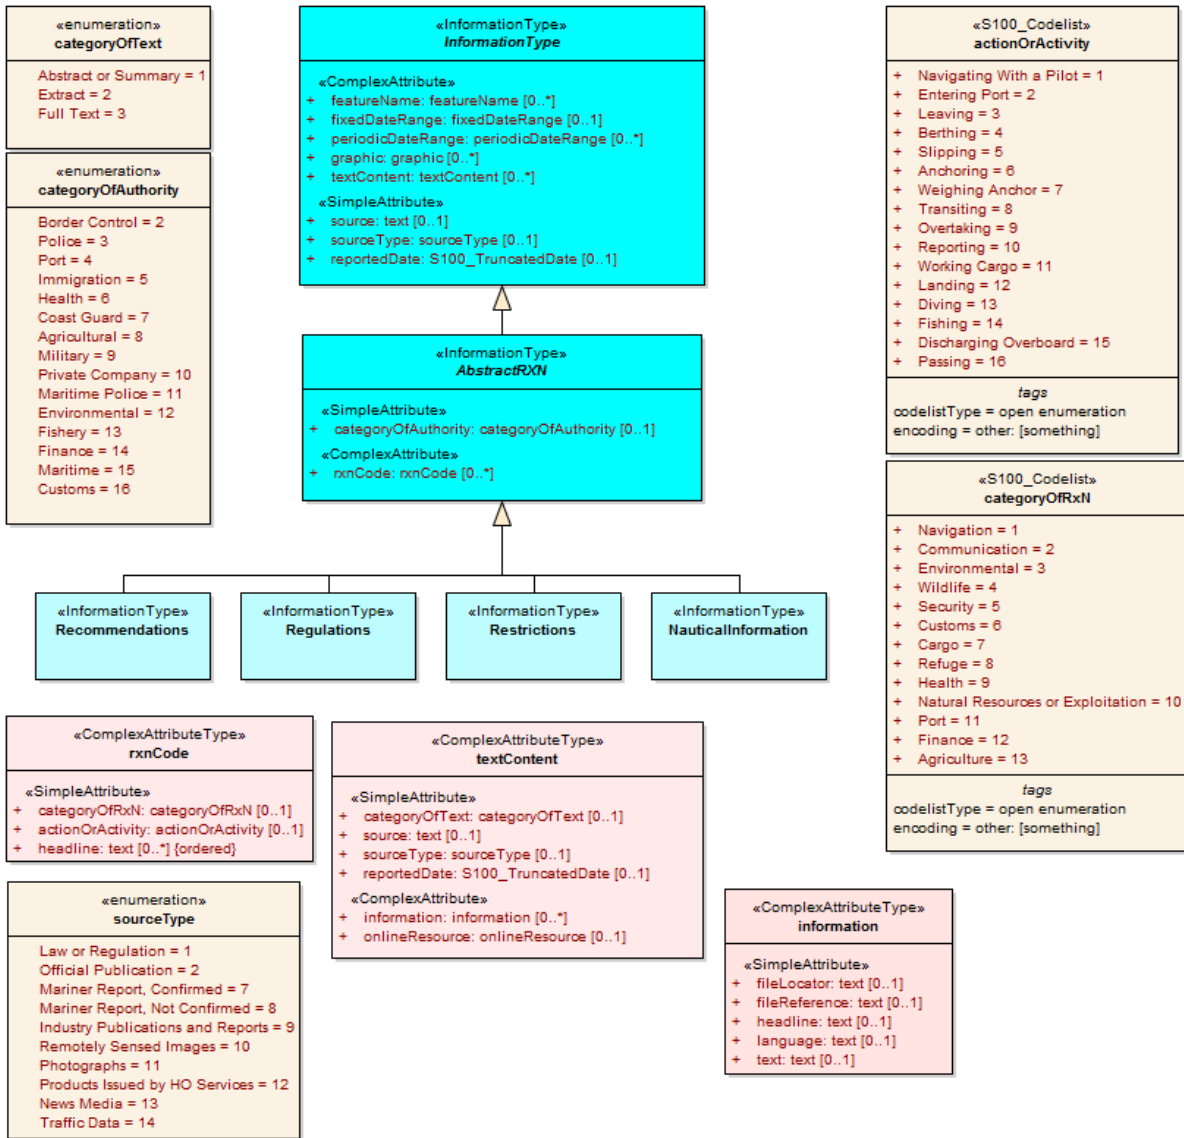 «enumeration»
categoryOfText
Abstract or Summary = 1
Extract = 2
Full Text = 3
«enumeration»
categoryOfAuthority
Border Control = 2
Police = 3
Port = 4
Immigration = 5
Health = 6
Coast Guard = 7
Agricultural = 8
Military = 9
Private Company = 10
Maritime Police = 11
Environmental = 12
Fishery = 13
Finance = 14
Maritime = 15
Customs = 16
«InformationType»
InformationType
«ComplexAttribute»
+ featureName: featureName [0..*]
+ fixedDateRange: fixedDateRange [0..1]
+ periodicDateRange: periodicDateRange [0..*]
+ graphic: graphic [0..*]
+ textContent: textContent [0..*]
«SimpleAttribute»
+ source: text [0..1]
+ sourceType: sourceType [0..1]
+ reportedDate: S100_TruncatedDate [0..1]
«InformationType»
AbstractRXN
«SimpleAttribute»
+ categoryOfAuthority: categoryOfAuthority [0..1]
«ComplexAttribute»
+ rxnCode: rxnCode [0..*]
«InformationType»
Recommendations
«InformationType»
Regulations
«InformationType»
Restrictions
«InformationType»
NauticalInformation
«S100_Codelist»
actionOrActivity
+ Navigating With a Pilot = 1
+ Entering Port = 2
+ Leaving = 3
+ Berthing = 4
+ Slipping = 5
+ Anchoring = 6
+ Weighing Anchor = 7
+ Transiting = 8
+ Overtaking = 9
+ Reporting = 10
+ Working Cargo = 11
+ Landing = 12
+ Diving = 13
+ Fishing = 14
+ Discharging Overboard = 15
+ Passing = 16
tags
codelistType = open enumeration
encoding = other: [something]
«S100_Codelist»
categoryOfRxN
+ Navigation = 1
+ Communication = 2
+ Environmental = 3
+ Wildlife = 4
+ Security = 5
+ Customs = 6
+ Cargo = 7
+ Refuge = 8
+ Health = 9
+ Natural Resources or Exploitation = 10
+ Port = 11
+ Finance = 12
+ Agriculture = 13
tags
codelistType = open enumeration
encoding = other: [something]
«ComplexAttributeType»
rxnCode
«SimpleAttribute»
+ categoryOfRxN: categoryOfRxN [0..1]
+ actionOrActivity: actionOrActivity [0..1]
+ headline: text [0..*] {ordered}
«ComplexAttributeType»
textContent
«SimpleAttribute»
+ categoryOfText: categoryOfText [0..1]
+ source: text [0..1]
+ sourceType: sourceType [0..1]
+ reportedDate: S100_TruncatedDate [0..1]
«ComplexAttribute»
+ information: information [0..*]
+ onlineResource: onlineResource [0..1]
«enumeration»
sourceType
Law or Regulation = 1
Official Publication = 2
Mariner Report, Confirmed = 7
Mariner Report, Not Confirmed = 8
Industry Publications and Reports = 9
Remotely Sensed Images = 10
Photographs = 11
Products Issued by HO Services = 12
News Media = 13
Traffic Data = 14
«ComplexAttributeType»
information
«SimpleAttribute»
+ fileLocator: text [0..1]
+ fileReference: text [0..1]
+ headline: text [0..1]
+ language: text [0..1]
+ text: text [0..1]